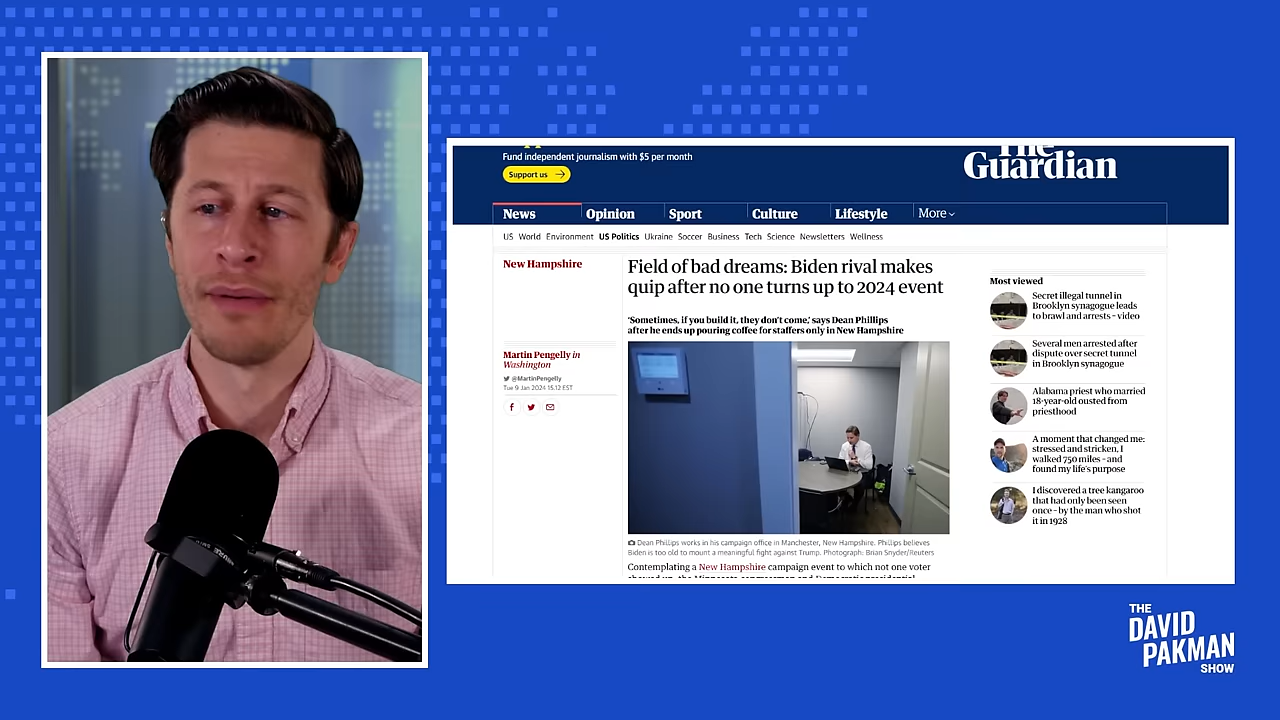 Fund independent journalism with $5 per month
Support us
The
Guardian
News
Opinion
Sport
Culture
Lifestyle
More
US World Environment US Politics Ukraine Soccer Business Tech Science Newsletters Wellness
New Hampshire
Field of bad dreams: Biden rival makes
quip after no one turns up to 2024 event
‘Sometimes, if you build it, they don’t come,’ says Dean Phillips
after he ends up pouring coffee for staffers only in New Hampshire
Martin Pengelly in
Washington
@MartinPengelly
Tue 9 Jan 2024 15.12 EST
Dean Phillips works in his campaign office in Manchester, New Hampshire. Phillips believes
Biden is too old to mount a meaningful fight against Trump. Photograph: Brian Snyder/Reuters
Contemplating a New Hampshire campaign event to which not one voter
showed up, the Minnesota congressman and Democratic presidential
Most viewed
Secret illegal tunnel in
Brooklyn synagogue leads
to brawl and arrests – video
Several men arrested after
dispute over secret tunnel
in Brooklyn synagogue
Alabama priest who married
18-year-old ousted from
priesthood
A moment that changed me:
stressed and stricken, I
walked 750 miles – and
found my life’s purpose
I discovered a tree kangaroo
that had only been seen
once – by the man who shot
it in 1928
THE
DAVID
PAKMAN
SHOW